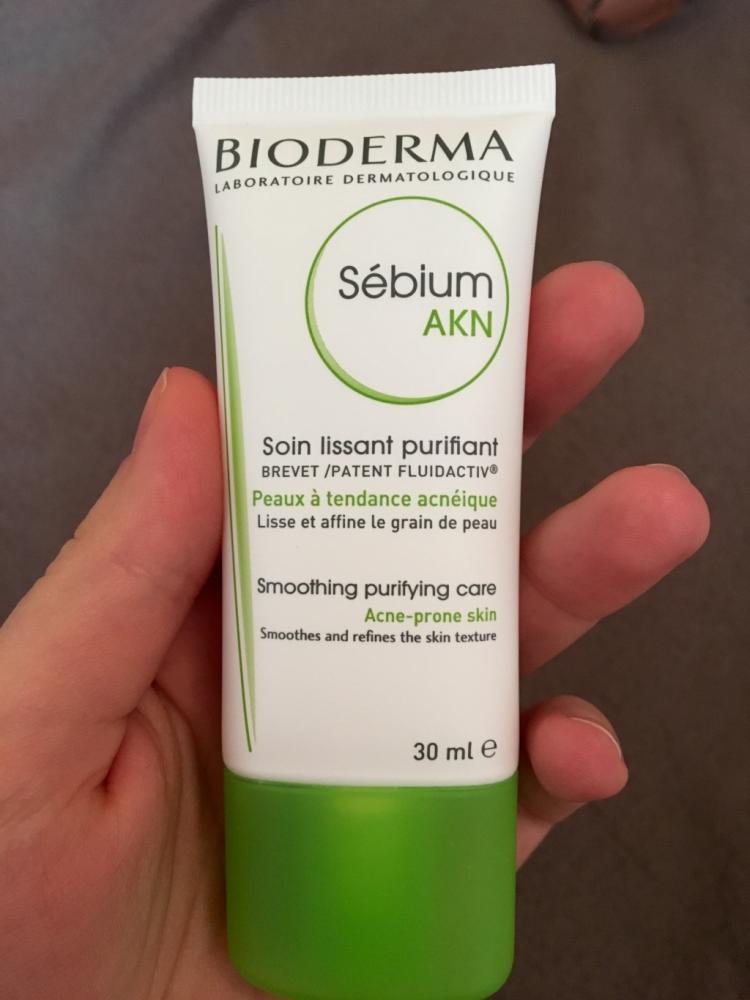 BIODERMA
LABORATOIRE DERMATOLOGIQUE
Sébium
AKN
Soin lissant purifiant
BREVET /PATENT FLUIDACTIV®
Peaux à tendance acnéique
Lisse et affine le grain de peau
Smoothing purifying care
Acne-prone skin
Smoothes and refines the skin texture
30 ml ℮